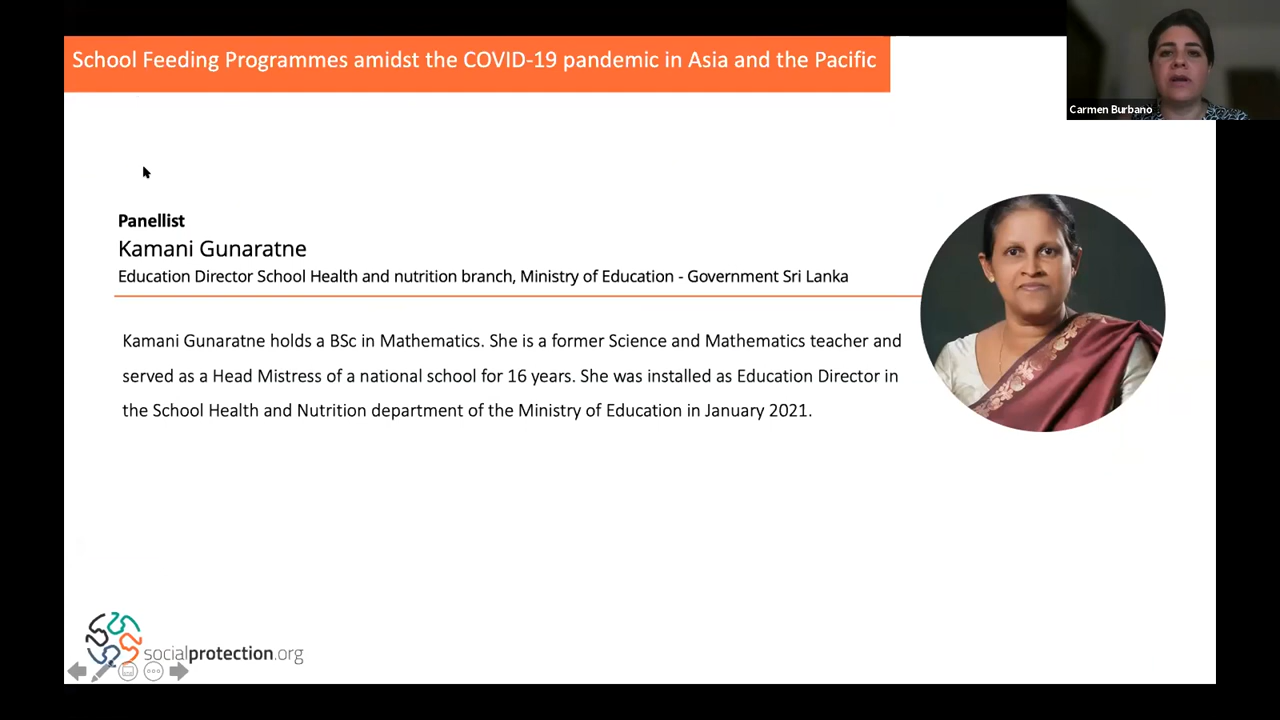 School Feeding Programmes amidst the COVID-19 pandemic in Asia and the Pacific
Carmen Burbano
Panellist
Kamani Gunaratne
Education Director School Health and nutrition branch, Ministry of Education - Government Sri Lanka
Kamani Gunaratne holds a BSc in Mathematics. She is a former Science and Mathematics teacher and
served as a Head Mistress of a national school for 16 years. She was installed as Education Director in
the School Health and Nutrition department of the Ministry of Education in January 2021.
socialprotection.org